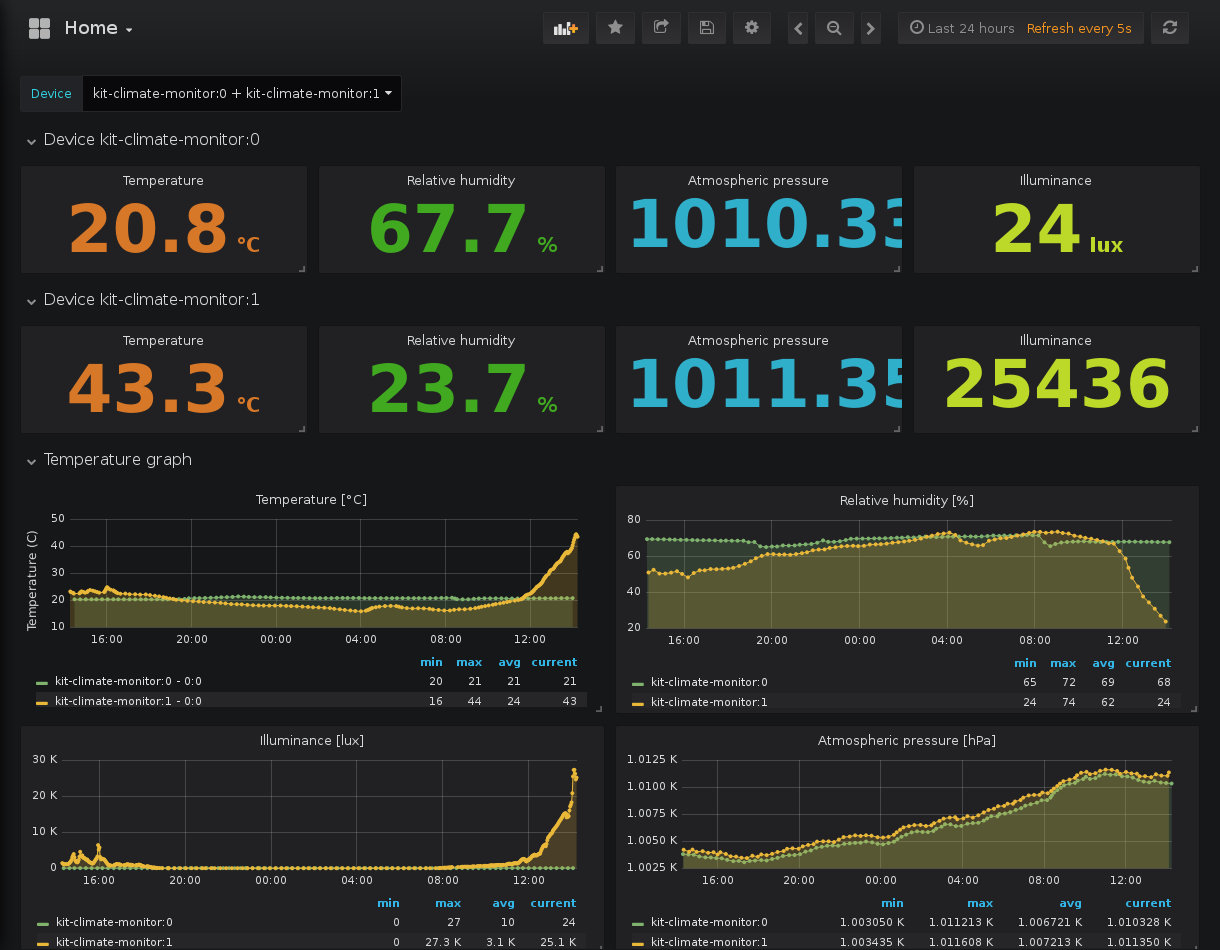 Home
Last 24 hours Refresh every 5s
Device kit-climate-monitor:0 + kit-climate-monitor:1
Device kit-climate-monitor:0
Temperature Relative humidity Atmospheric pressure Illuminance
20.8 °C 67.7 % 1010.33 24 lux
Device kit-climate-monitor:1
Temperature Relative humidity Atmospheric pressure Illuminance
43.3 °C 23.7 % 1011.35 25436
Temperature graph
Temperature [°C]
Temperature (C)
50
40
30
20
10
16:00 20:00 00:00 04:00 08:00 12:00
min max avg current
kit-climate-monitor:0 - 0:0 20 21 21 21
kit-climate-monitor:1 - 0:0 16 44 24 43
Relative humidity [%]
80
60
40
20
16:00 20:00 00:00 04:00 08:00 12:00
min max avg current
kit-climate-monitor:0 65 72 69 68
kit-climate-monitor:1 24 74 62 24
Illuminance [lux]
30 K
20 K
10 K
0
16:00 20:00 00:00 04:00 08:00 12:00
min max avg current
kit-climate-monitor:0 0 27 10 24
kit-climate-monitor:1 0 27.3 K 3.1 K 25.1 K
Atmospheric pressure [hPa]
1.0125 K
1.0100 K
1.0075 K
1.0050 K
1.0025 K
16:00 20:00 00:00 04:00 08:00 12:00
min max avg current
kit-climate-monitor:0 1.003050 K 1.011213 K 1.006721 K 1.010328 K
kit-climate-monitor:1 1.003435 K 1.011608 K 1.007213 K 1.011350 K